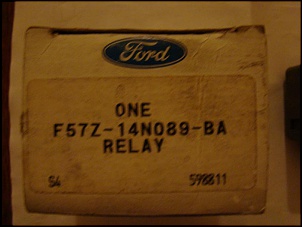 Ford
ONE
F57Z-14N089-BA
RELAY
S4 598811